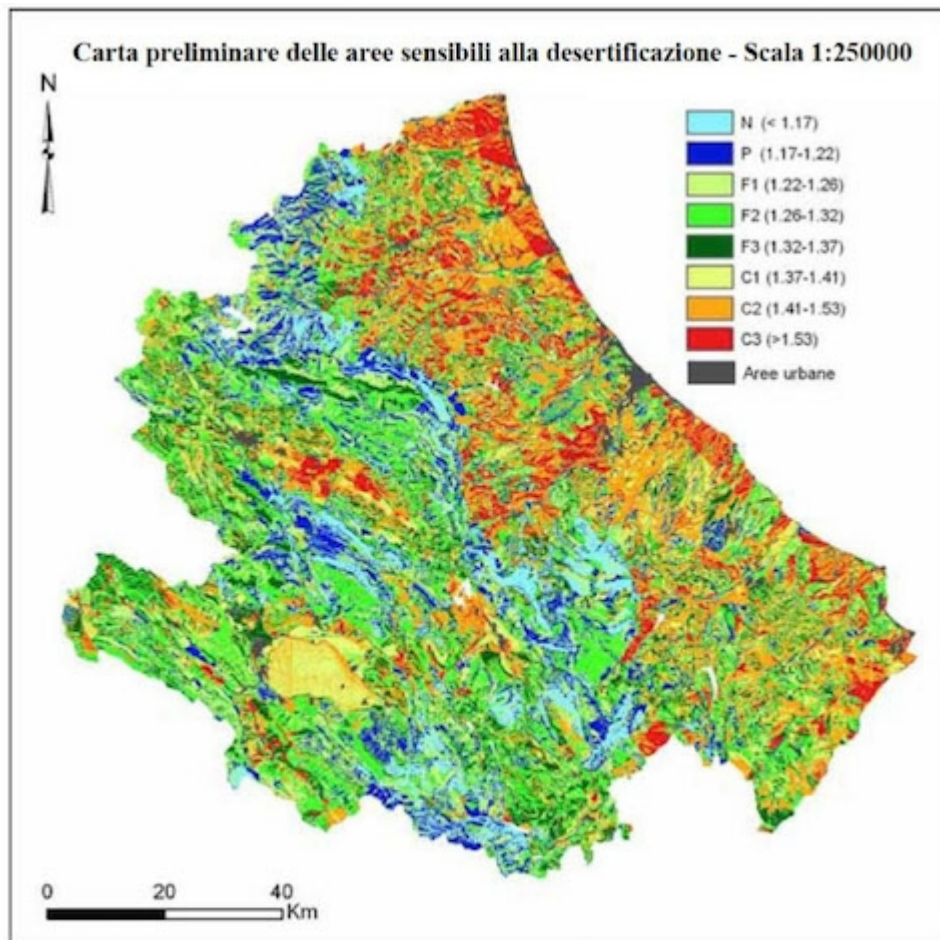 Carta preliminare delle aree sensibili alla desertificazione - Scala 1:250000
N
N (< 1.17)
P (1.17-1.22)
F1 (1.22-1.26)
F2 (1.26-1.32)
F3 (1.32-1.37)
C1 (1.37-1.41)
C2 (1.41-1.53)
C3 (>1.53)
Aree urbane
0 20 40
Km